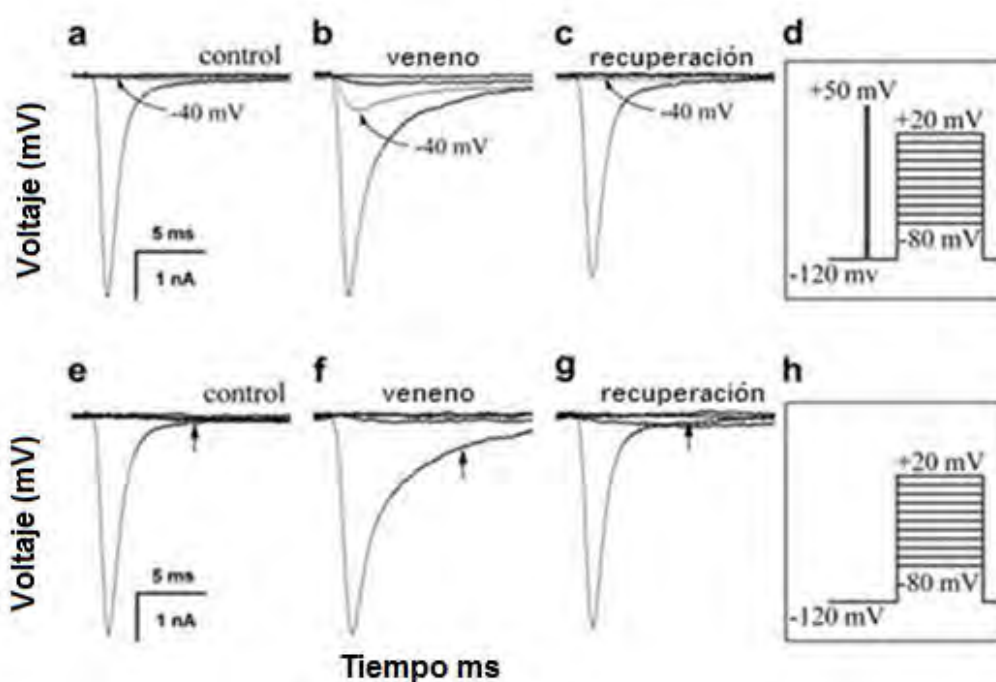 a
control
-40 mV
5 ms
1 nA
b
veneno
-40 mV
c
recuperación
-40 mV
d
+50 mV
+20 mV
-80 mV
-120 mv
Voltaje (mV)
e
control
5 ms
1 nA
f
veneno
g
recuperación
h
+20 mV
-80 mV
-120 mV
Voltaje (mV)
Tiempo ms